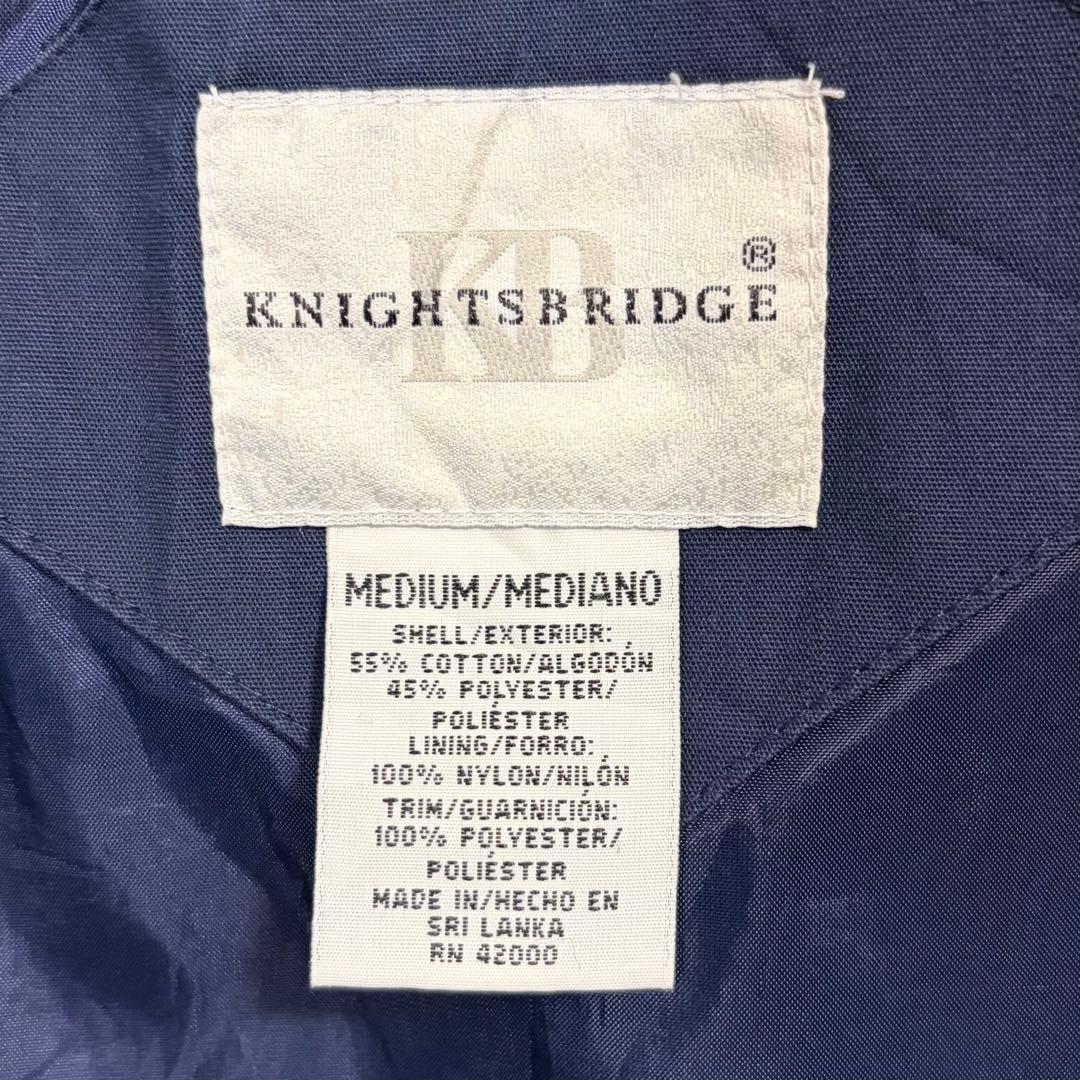 KB
®
KNIGHTSBRIDGE
MEDIUM/MEDIANO
SHELL/EXTERIOR:
55% COTTON/ALGODÓN
45% POLYESTER/
POLIÉSTER
LINING/FORRO:
100% NYLON/NILÓN
TRIM/GUARNICIÓN:
100% POLYESTER/
POLIÉSTER
MADE IN/HECHO EN
SRI LANKA
RN 42000